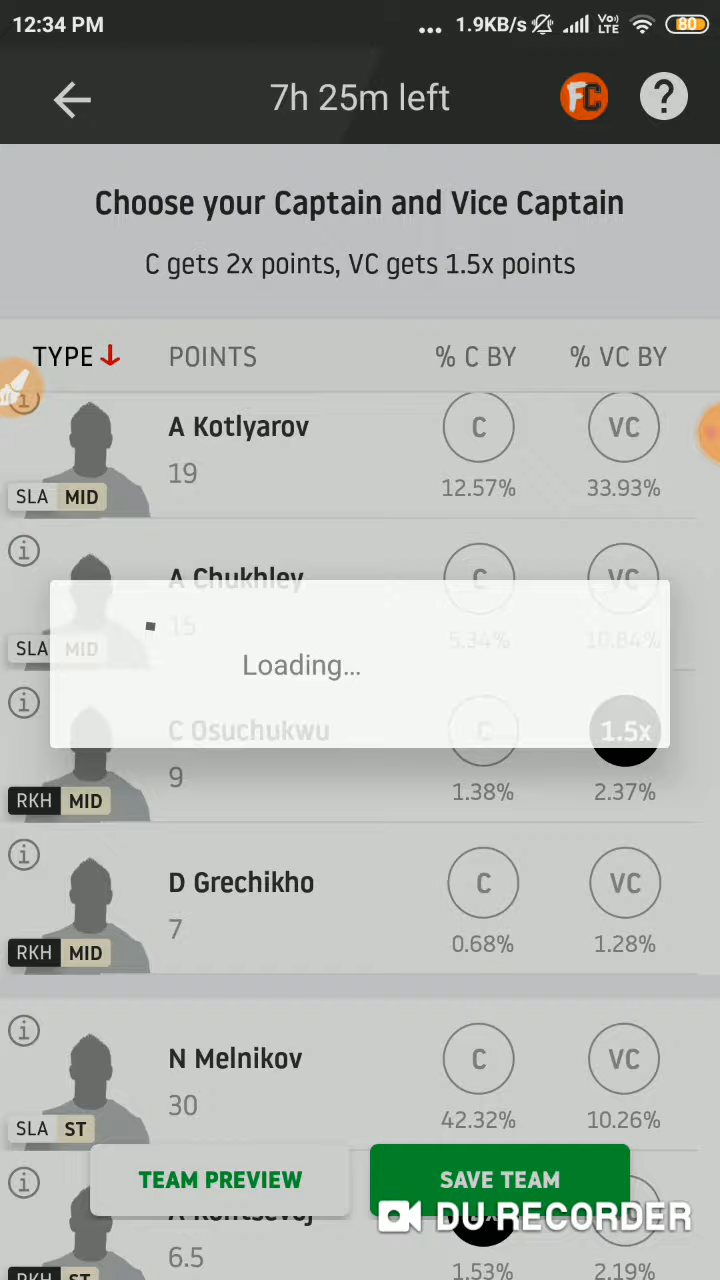 12:34 PM ... 1.9KB/s Vo) LTE 80
7h 25m left FC ?
Choose your Captain and Vice Captain
C gets 2x points, VC gets 1.5x points
TYPE POINTS % C BY % VC BY
A Kotlyarov C VC
19
SLA MID 12.57% 33.93%
A Chukhley C VC
15
SLA MID 5.34% 10.84%
Loading...
C Osuchukwu C 1.5x
9
RKH MID 1.38% 2.37%
D Grechikho C VC
7
RKH MID 0.68% 1.28%
N Melnikov C VC
30
SLA ST 42.32% 10.26%
TEAM PREVIEW SAVE TEAM
DU RECORDER
6.5
RKH ST 1.53% 2.19%